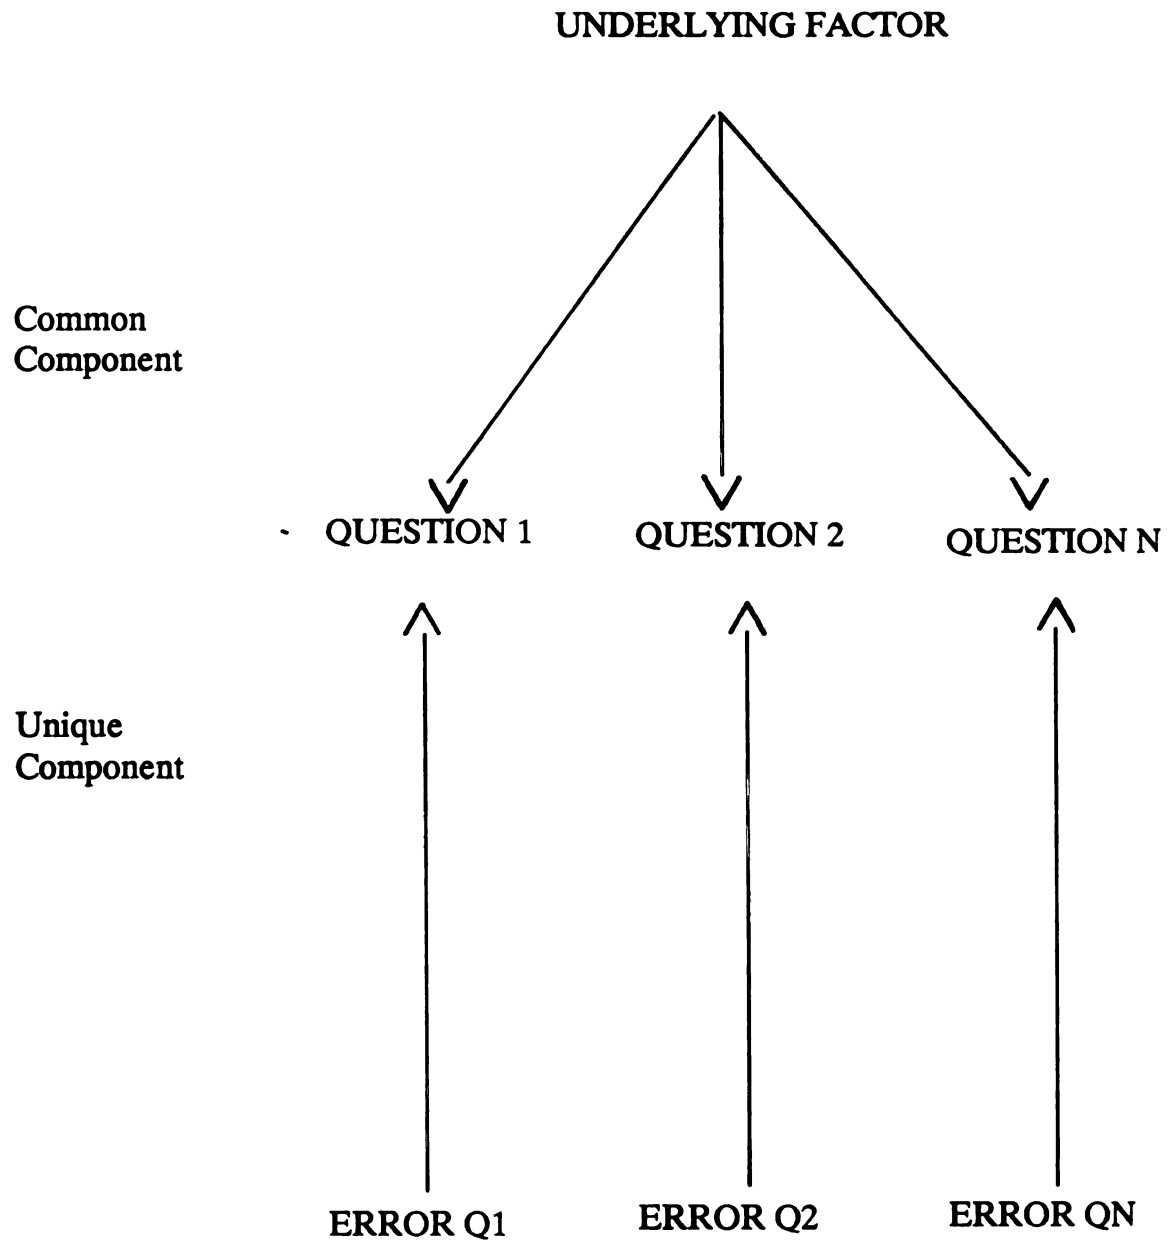 UNDERLYING FACTOR
Common
Component
QUESTION 1
QUESTION 2
QUESTION N
Unique
Component
ERROR Q1
ERROR Q2
ERROR QN